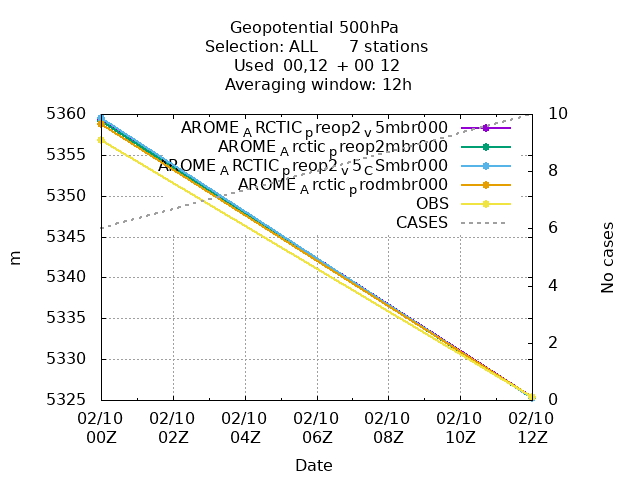 Geopotential 500hPa
Selection: ALL 7 stations
Used 00,12 + 00 12
Averaging window: 12h
5360
5355
5350
5345
5340
5335
5330
5325
m
10
8
6
4
2
0
No cases
AROME_ARCTIC_preop2_v5mbr000
AROME_Arctic_preop2mbr000
AROME_ARCTIC_preop2_v5_CSmbr000
AROME_Arctic_prodmbr000
OBS
CASES
02/10 02/10 02/10 02/10 02/10 02/10 02/10
00Z 02Z 04Z 06Z 08Z 10Z 12Z
Date